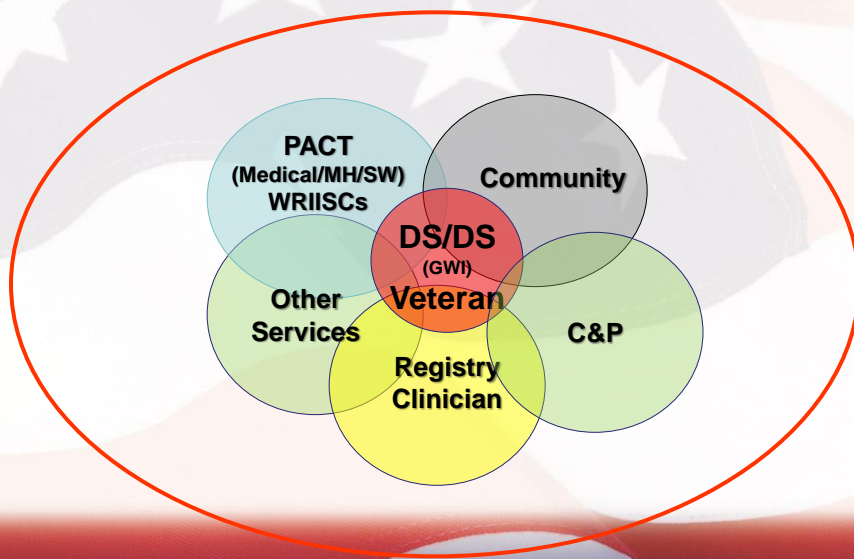 PACT
(Medical/MH/SW)
WRIISCs
Community
DS/DS
(GWI)
Veteran
Other
Services
C&P
Registry
Clinician